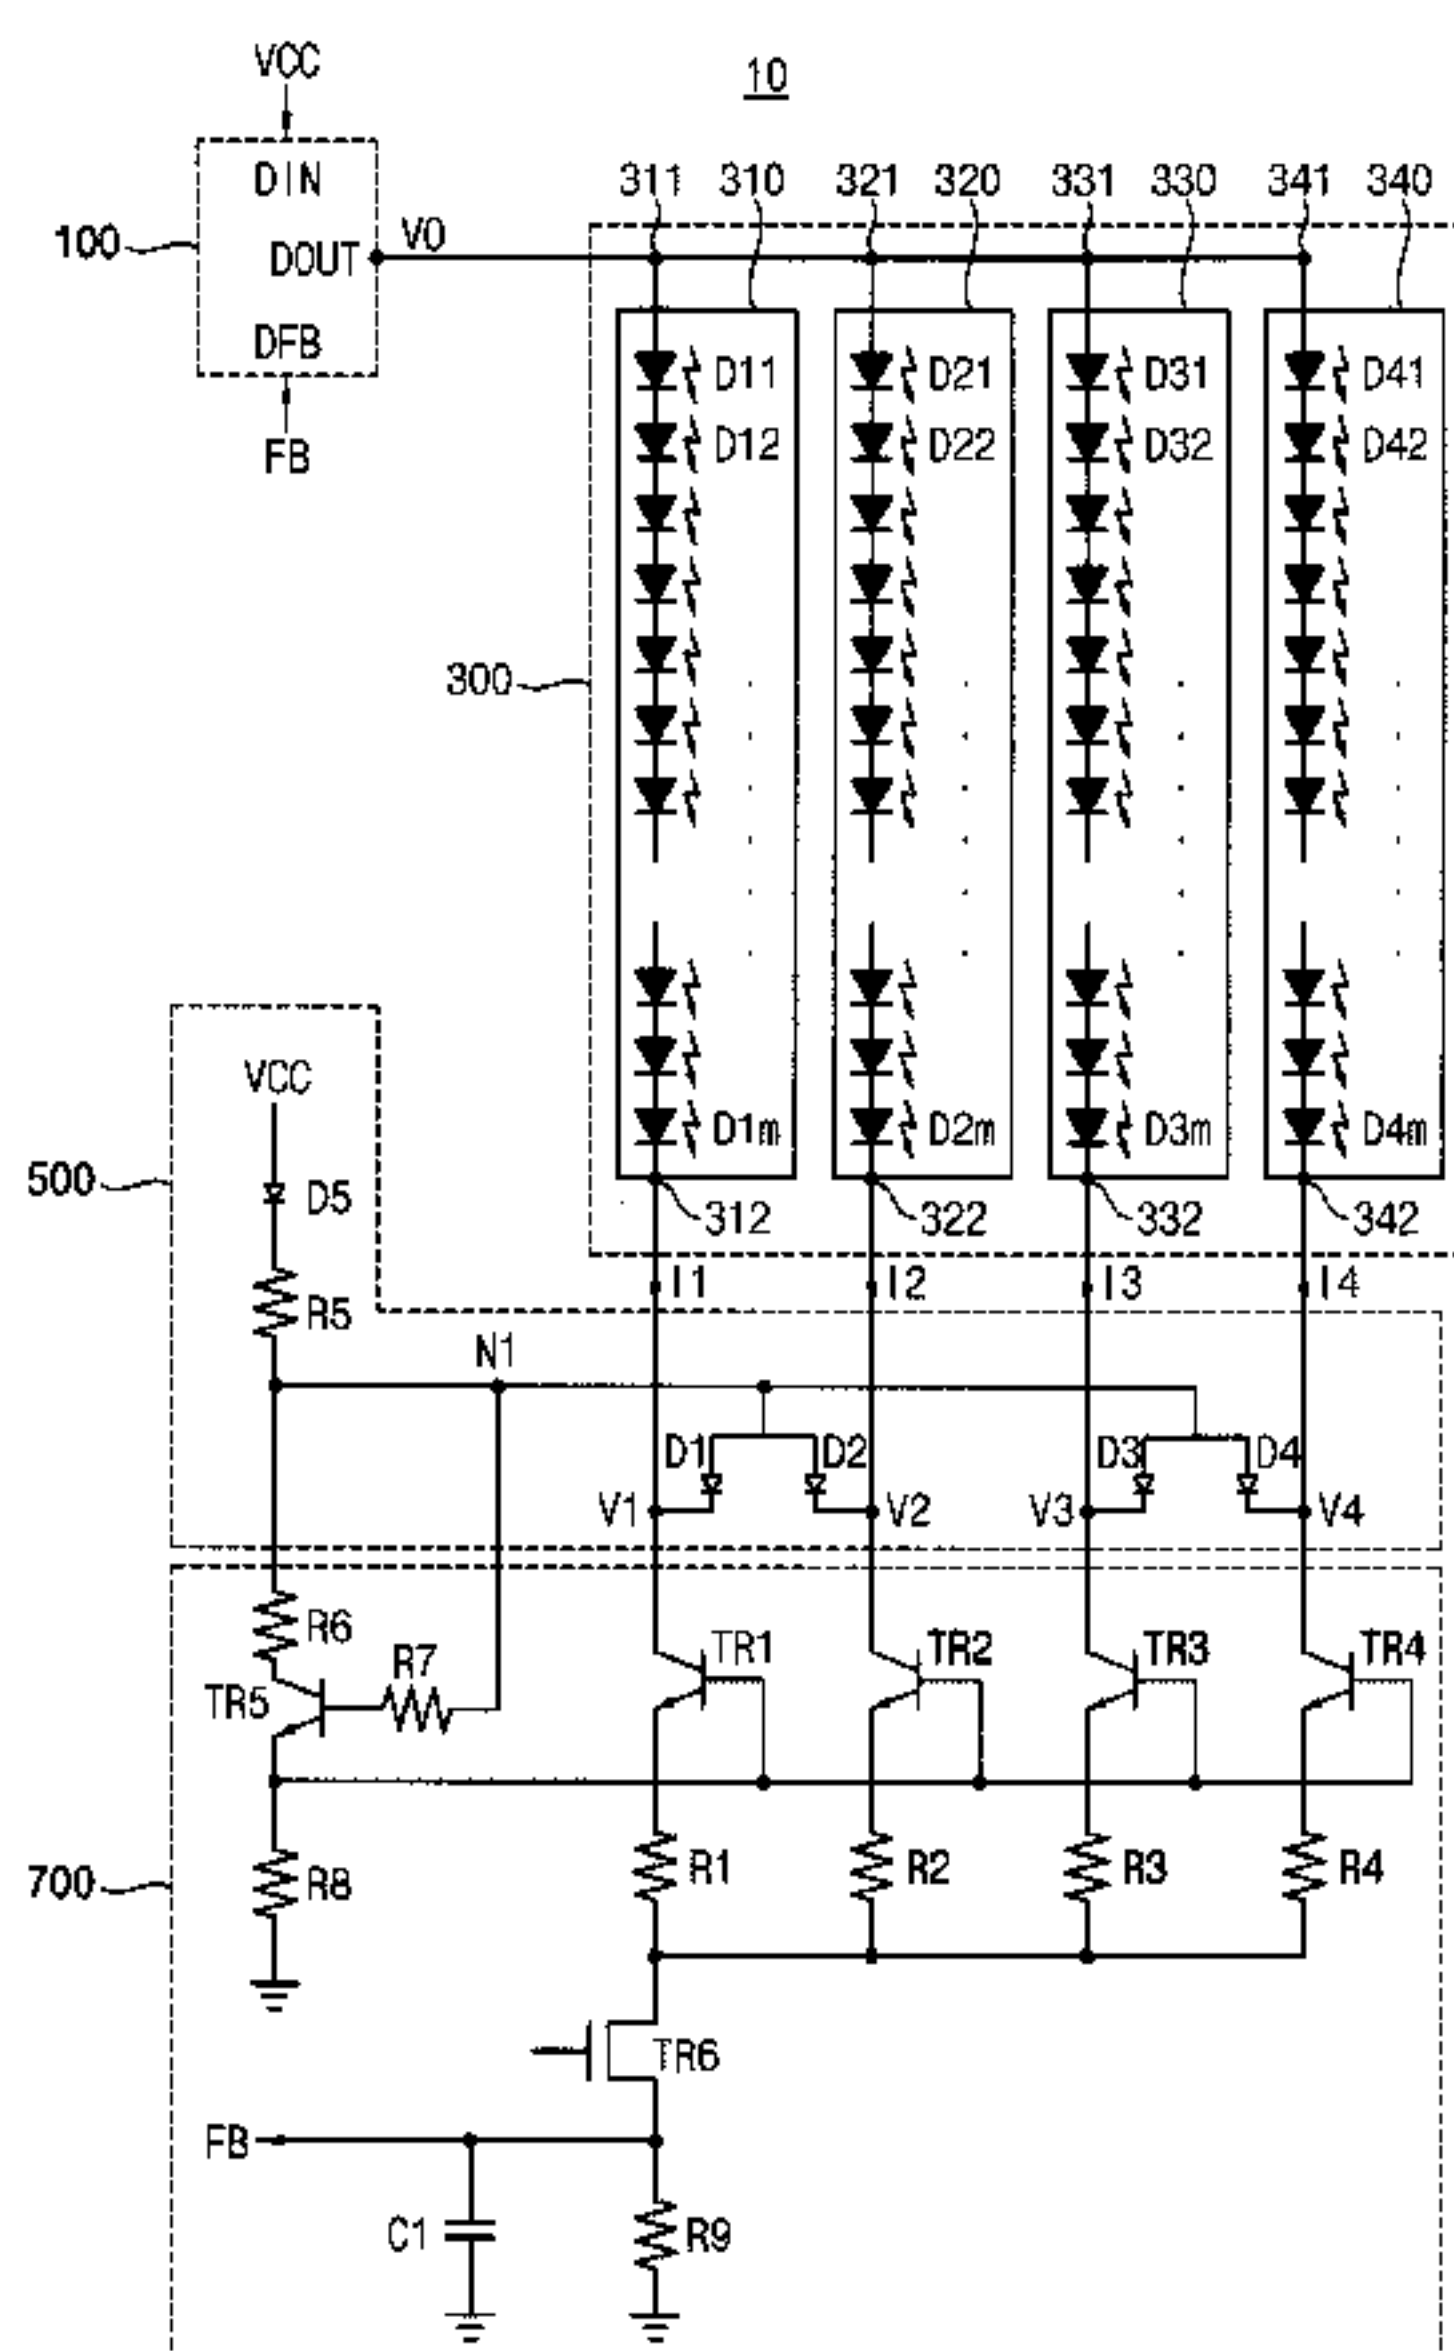 VCC
10
DIN
311 310 321 320 331 330 341 340
100
V0
DOUT
DFB
D11 D21 D31 D41
D12 D22 D32 D42
FB
300
VCC
D1m D2m D3m D4m
500
D5
312 322 332 342
I1 I2 I3 I4
R5
N1
D1 D2 D3 D4
V1 V2 V3 V4
R6
R7
TR1 TR2 TR3 TR4
TR5
700
R8
R1 R2 R3 R4
TR6
FB
C1
R9